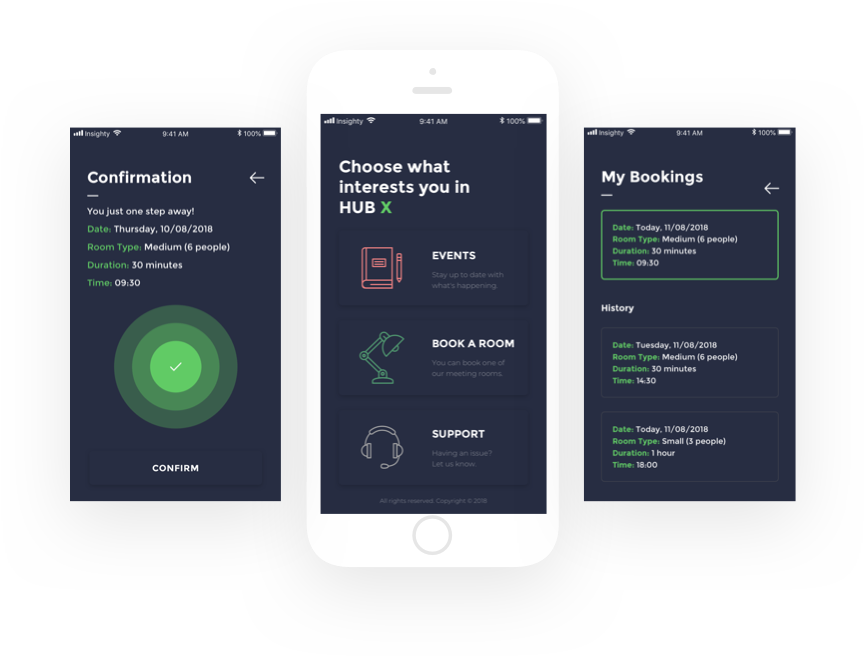 Insighty
9:41 AM
100%
Confirmation
You just one step away!
Date: Thursday, 10/08/2018
Room Type: Medium (6 people)
Duration: 30 minutes
Time: 09:30
CONFIRM
Insighty
9:41 AM
100%
Choose what
interests you in
HUB X
EVENTS
Stay up to date with
what's happening.
BOOK A ROOM
You can book one of
our meeting rooms.
SUPPORT
Having an issue?
Let us know.
All rights reserved. Copyright © 2018
Insighty
9:41 AM
100%
My Bookings
Date: Today, 11/08/2018
Room Type: Medium (6 people)
Duration: 30 minutes
Time: 09:30
History
Date: Tuesday, 11/08/2018
Room Type: Medium (6 people)
Duration: 30 minutes
Time: 14:30
Date: Today, 11/08/2018
Room Type: Small (3 people)
Duration: 1 hour
Time: 18:00